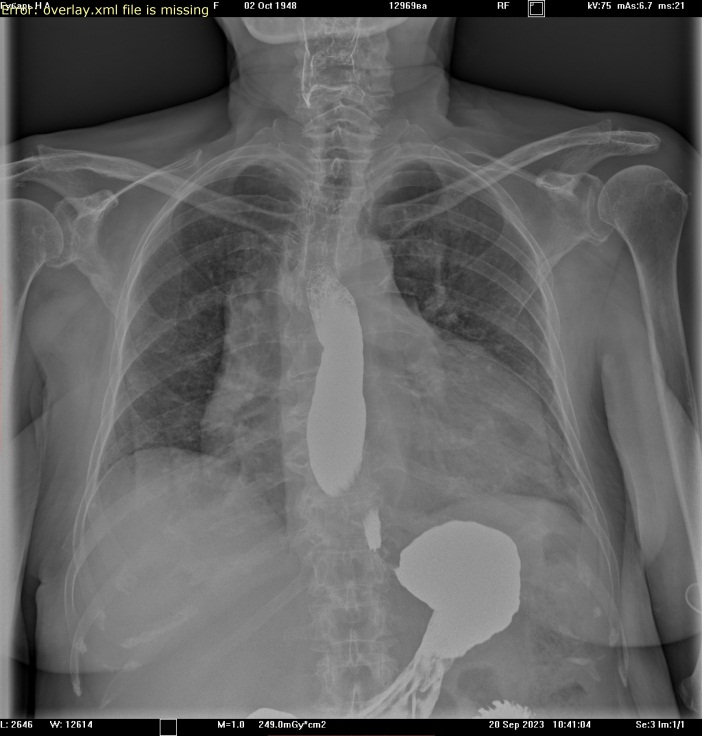 Error: overlay.xml file is missing
F 02 Oct 1948 12969ва RF kV:75 mAs:6.7 ms:21
L: 2646 W: 12614 M=1.0 249.0mGy*cm2 20 Sep 2023 10:41:04 Se:3 Im:1/1